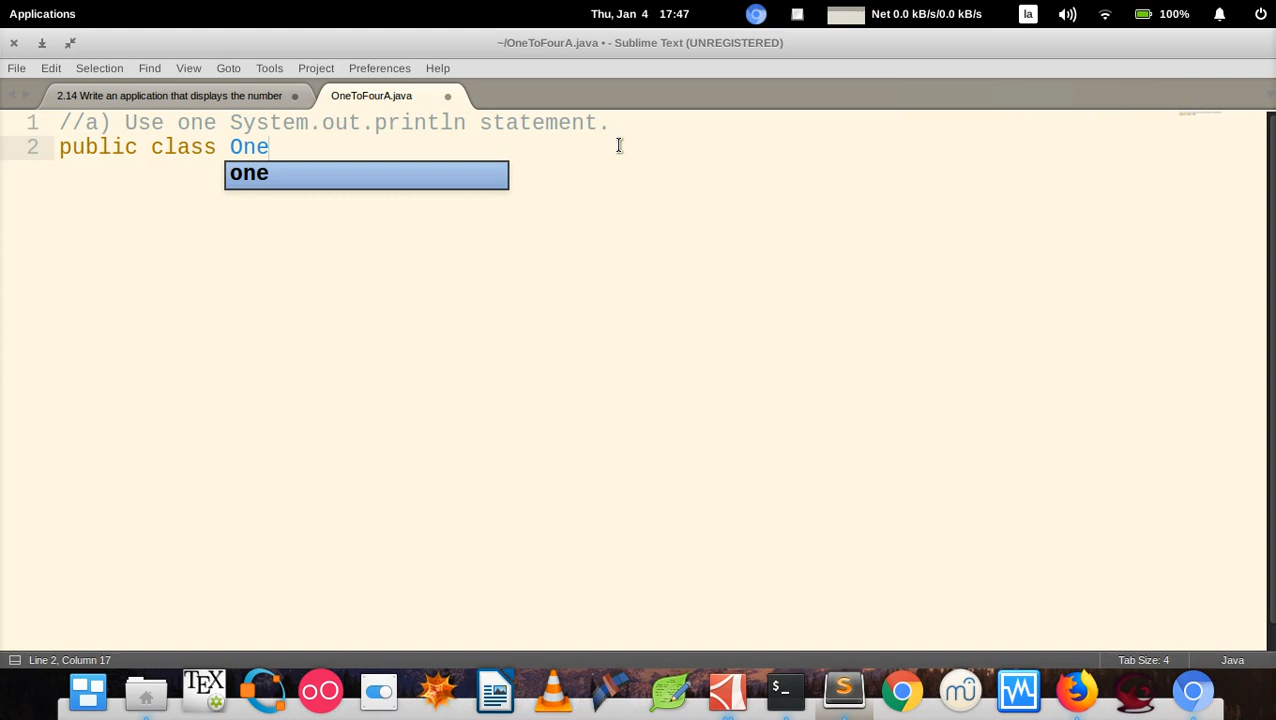 Applications
Thu, Jan 4 17:47
Net 0.0 kB/s/0.0 kB/s
la
100%
~/OneToFourA.java • - Sublime Text (UNREGISTERED)
File Edit Selection Find View Goto Tools Project Preferences Help
2.14 Write an application that displays the number
OneToFourA.java
1 //a) Use one System.out.println statement.
2 public class One
one
Line 2, Column 17
Tab Size: 4
Java
TEX
>_
S
mu